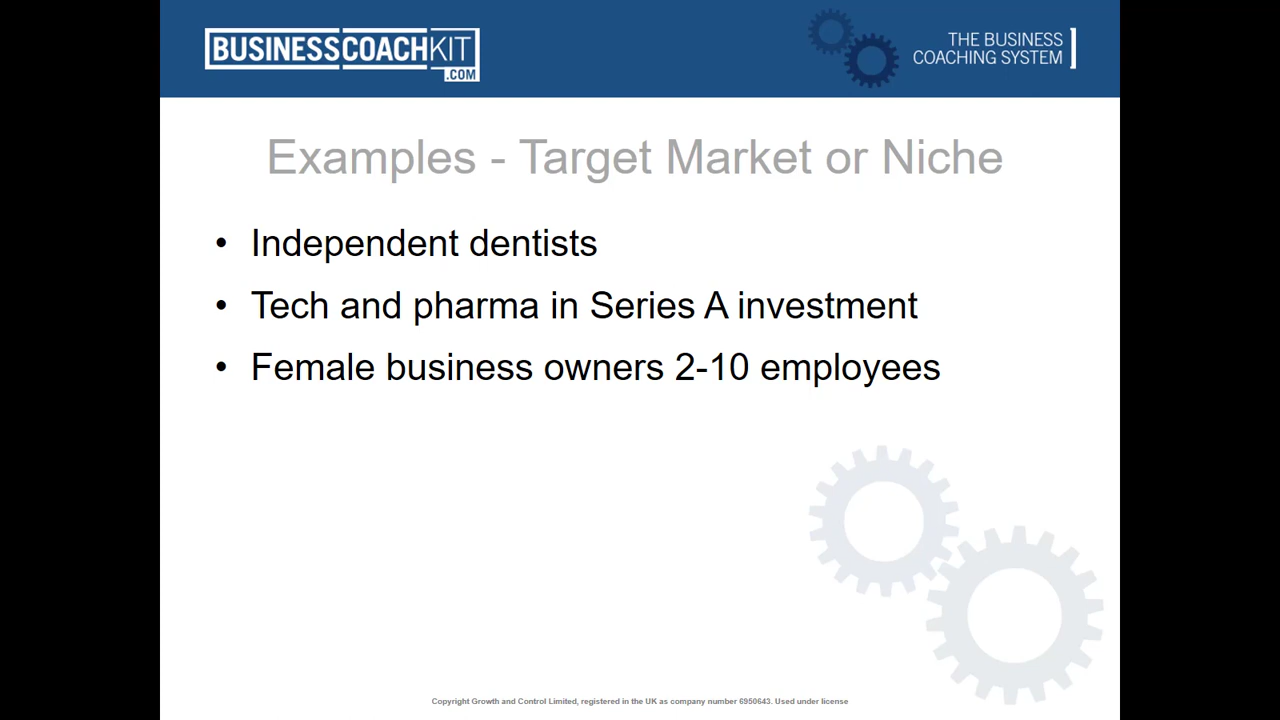 BUSINESSCOACHKIT
.COM
THE BUSINESS
COACHING SYSTEM
Examples - Target Market or Niche
• Independent dentists
• Tech and pharma in Series A investment
• Female business owners 2-10 employees
Copyright Growth and Control Limited, registered in the UK as company number 6950643. Used under license